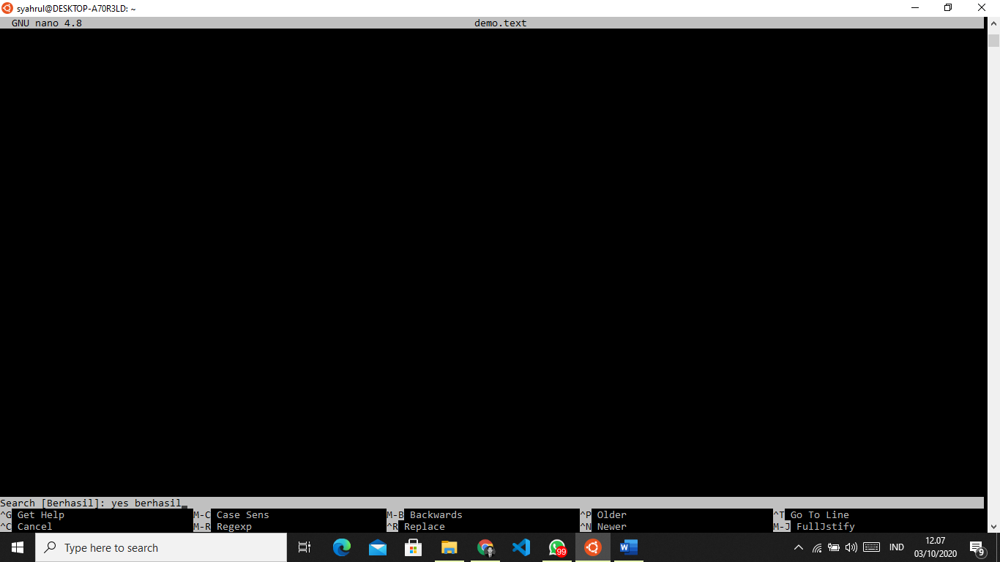 syahrul@DESKTOP-A70R3LD: ~
GNU nano 4.8 demo.text
Search [Berhasil]: yes berhasil
^G Get Help M-C Case Sens M-B Backwards ^P Older ^T Go To Line
^C Cancel M-R Regexp ^R Replace ^N Newer M-J FullJstify
Type here to search 99 W IND 12.07
03/10/2020 9